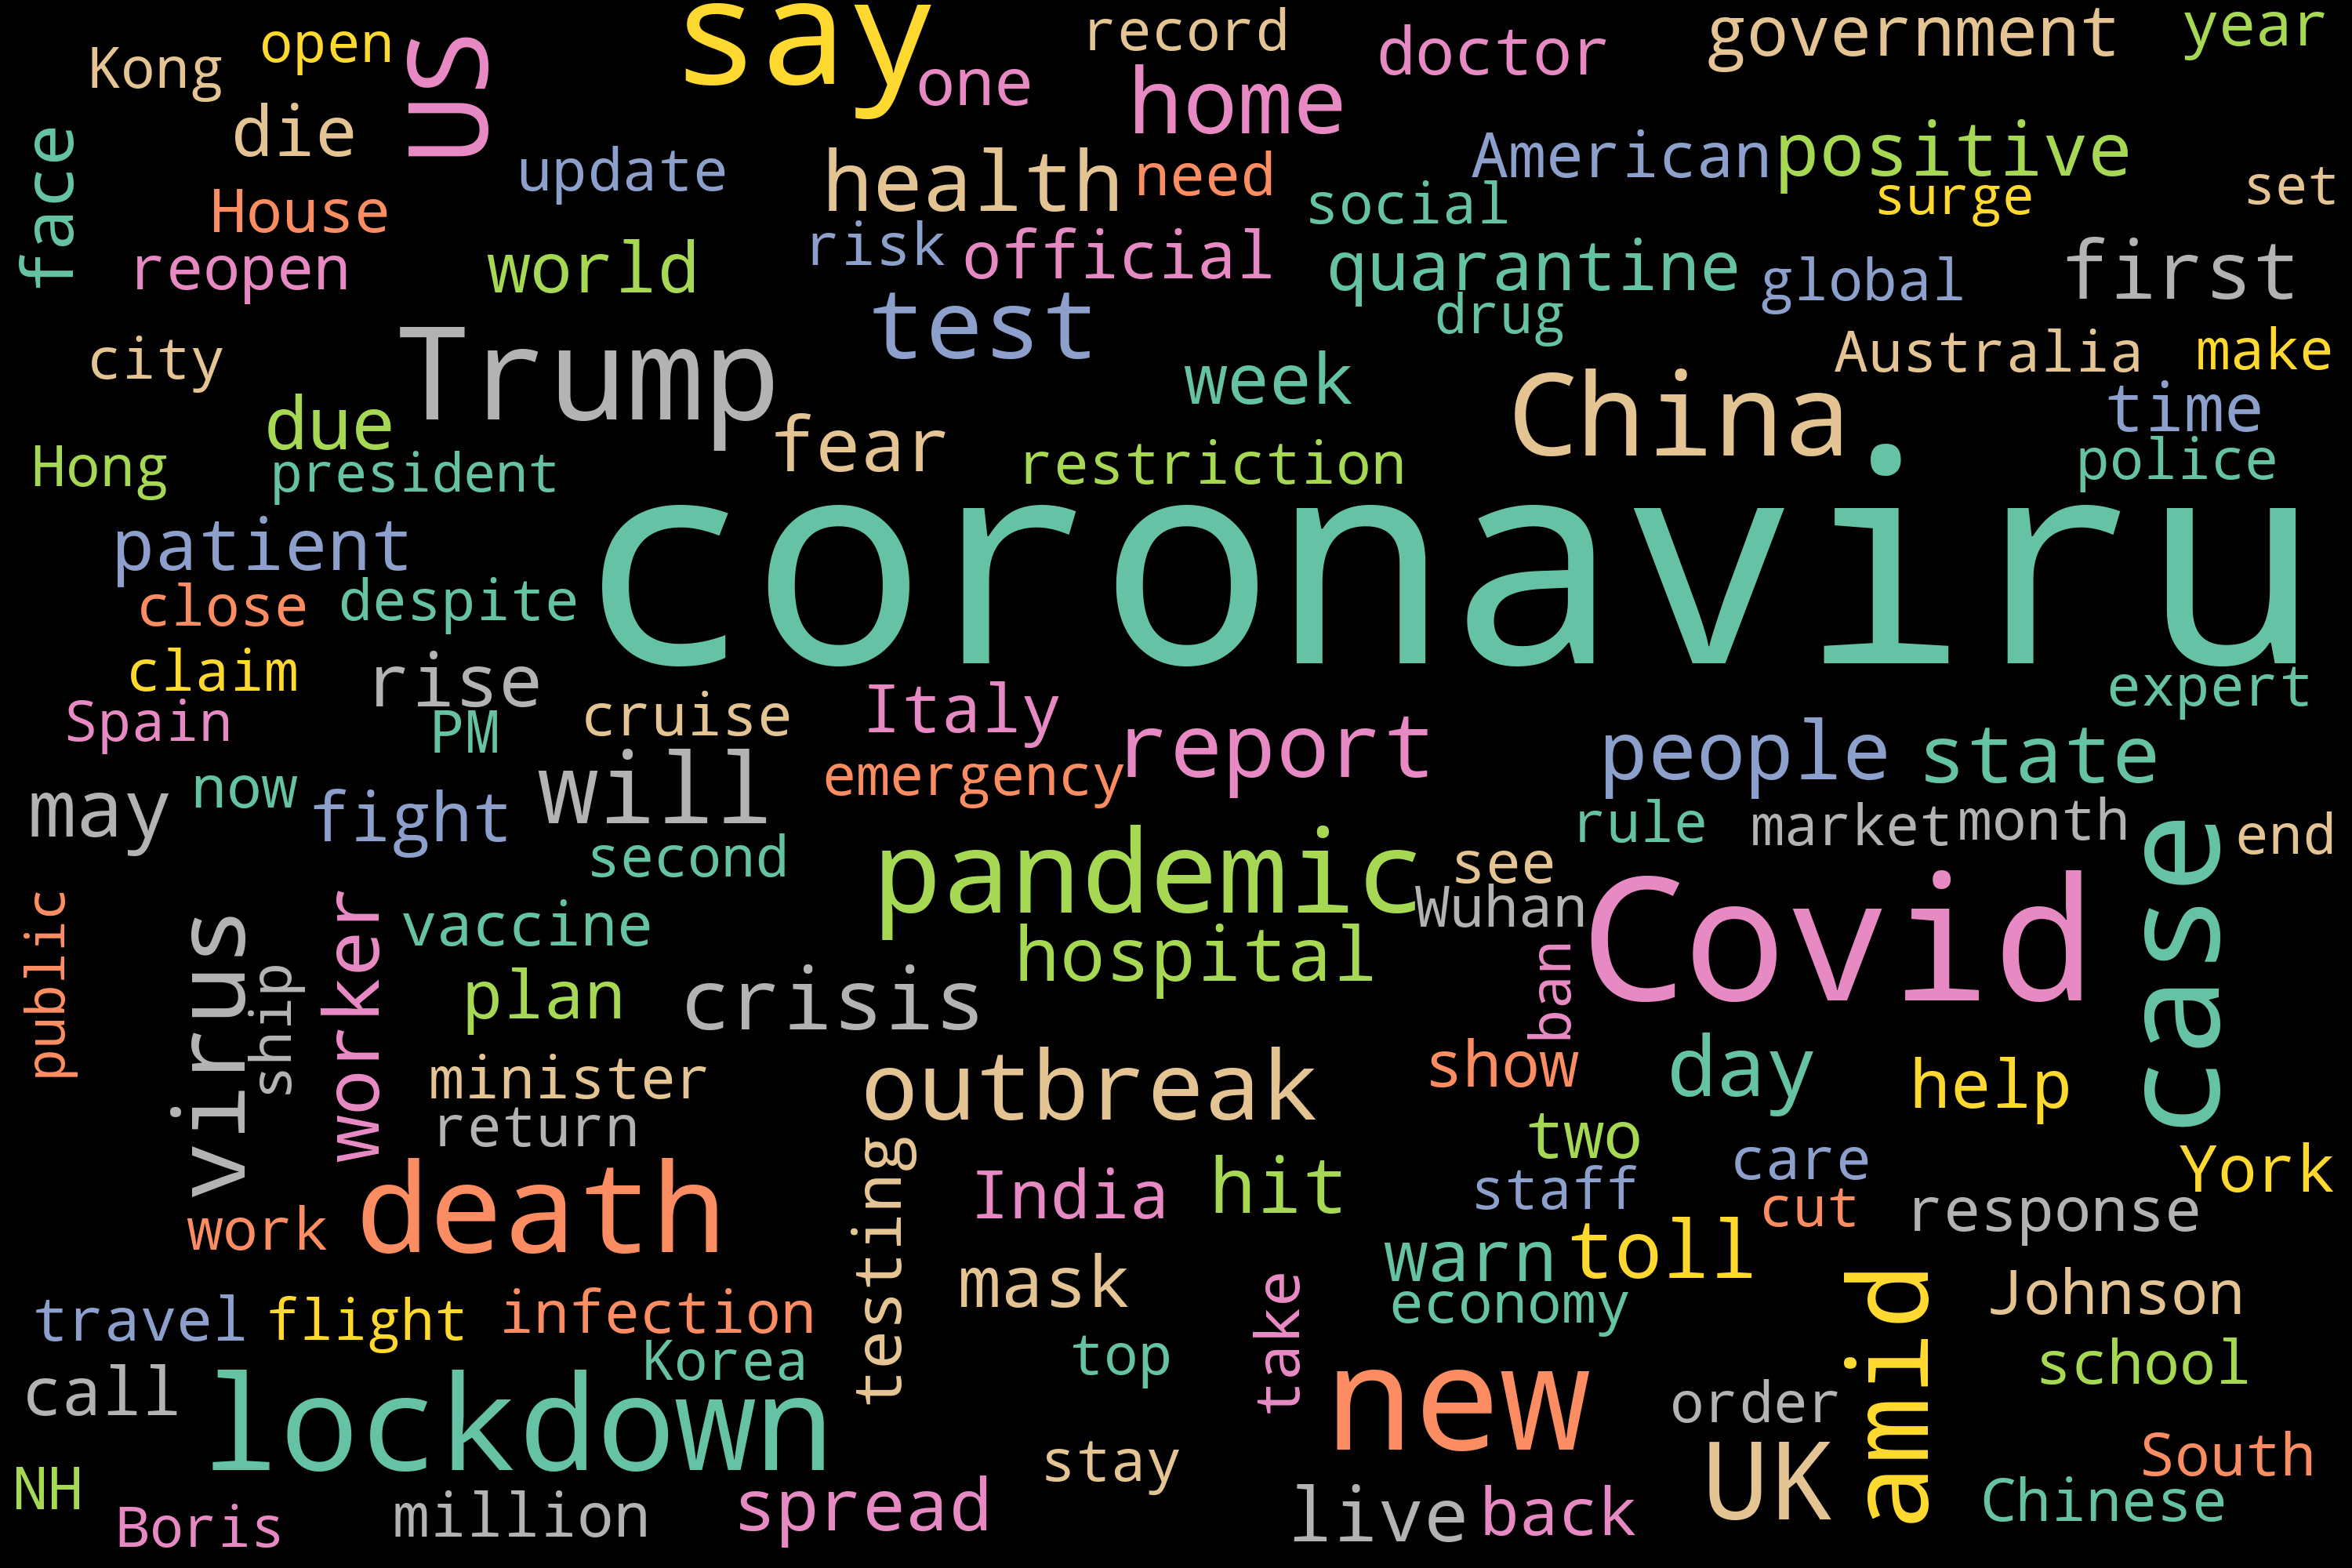 say
record
government
year
open
Kong
us
one
home
doctor
die
American
positive
face
update
health
need
surge
set
House
social
reopen
world
risk
official
quarantine
global
first
test
drug
city
Trump
week
China
Australia
make
due
fear
time
Hong
president
restriction
police
coronaviru
patient
close
despite
claim
rise
expert
Spain
PM
cruise
Italy
report
people
state
may
now
fight
will
emergency
rule
market
month
case
end
second
pandemic
see
Wuhan
Covid
public
virus
ship
worker
vaccine
hospital
ban
plan
crisis
minister
outbreak
show
day
help
return
two
testing
India
hit
staff
care
York
work
death
cut
response
warn
toll
mask
travel
flight
infection
take
economy
amid
Johnson
Korea
top
call
lockdown
new
order
school
stay
UK
South
NH
Boris
million
spread
live
back
Chinese